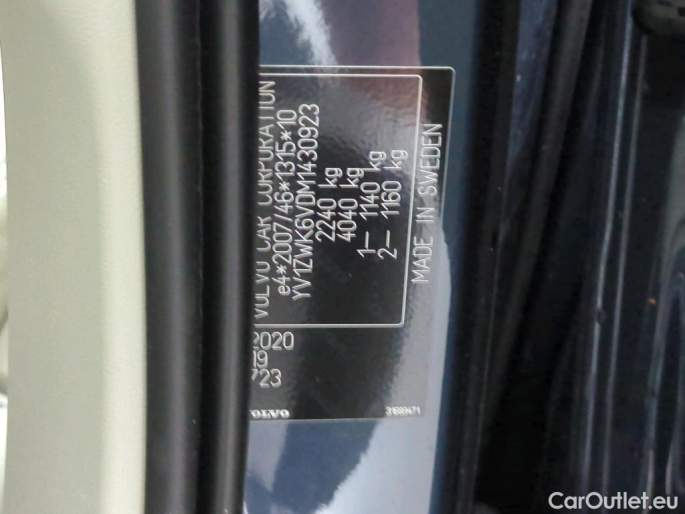 VOLVO CAR CORPORATION
e4*2007/46*1315*10
YV1ZWK6VDM1430923
2240 kg
4040 kg
1– 1140 kg
2– 1160 kg
MADE IN SWEDEN
2020
19
723
VOLVO
CarOutlet.eu